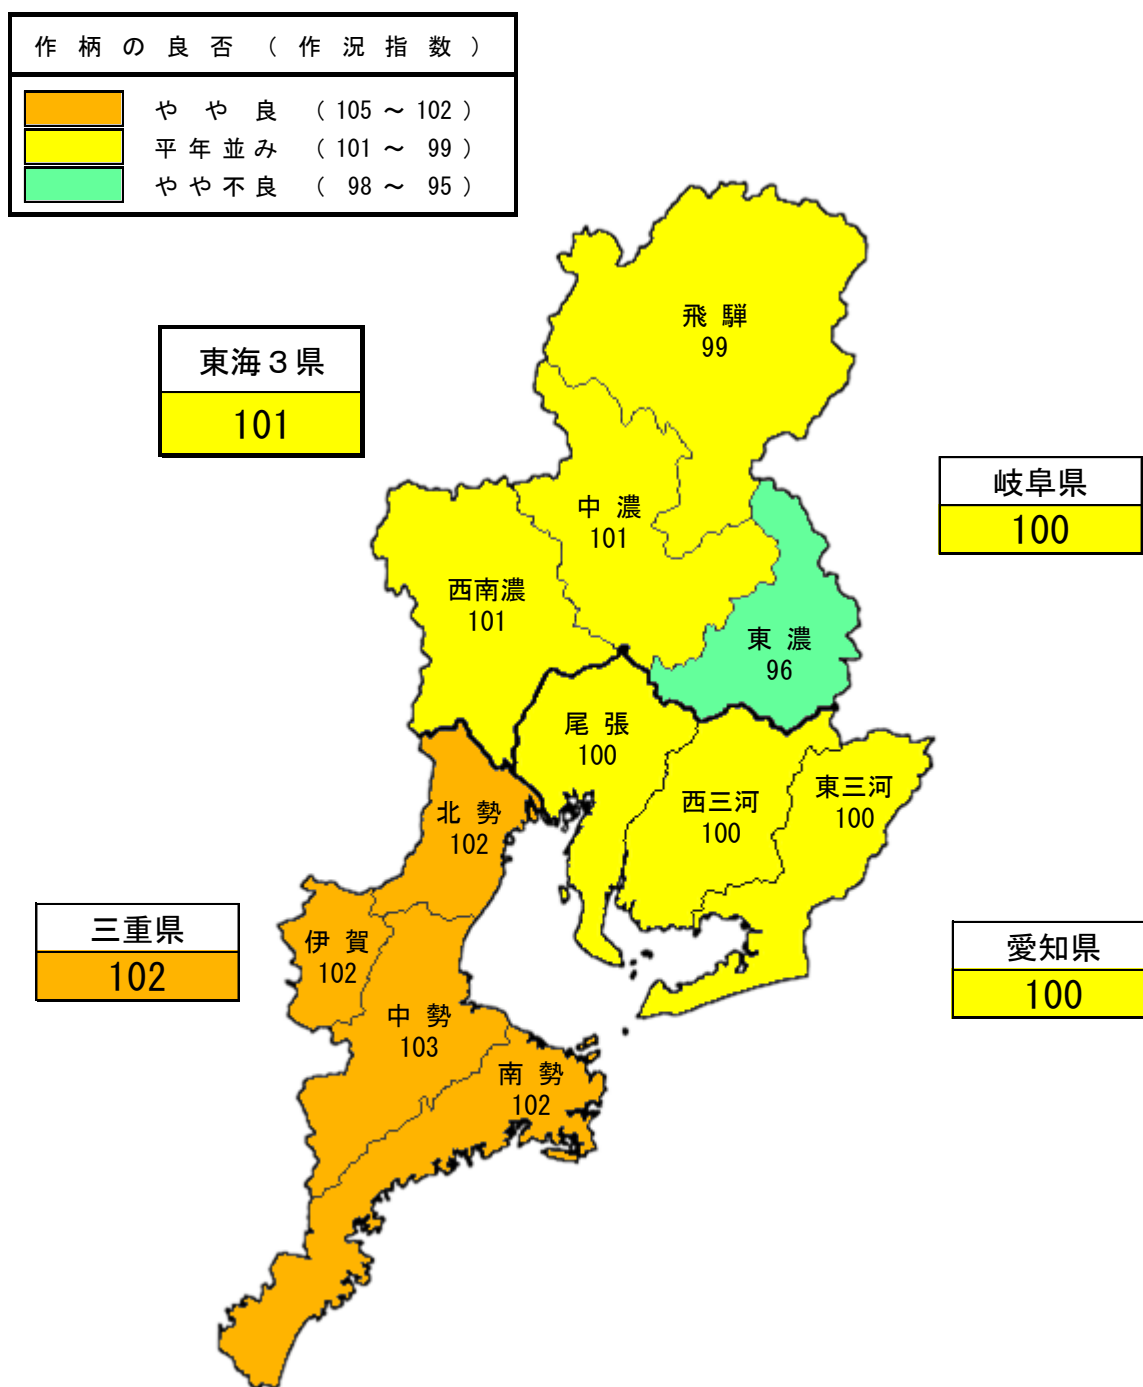 作柄の良否(作況指数)
やや良 (105～102)
平年並み (101～ 99)
やや不良 ( 98～ 95)
飛騨
99
東海3県
101
岐阜県
100
中濃
101
西南濃
101
東濃
96
尾張
100
西三河
100
東三河
100
北勢
102
三重県
102
伊賀
102
愛知県
100
中勢
103
南勢
102